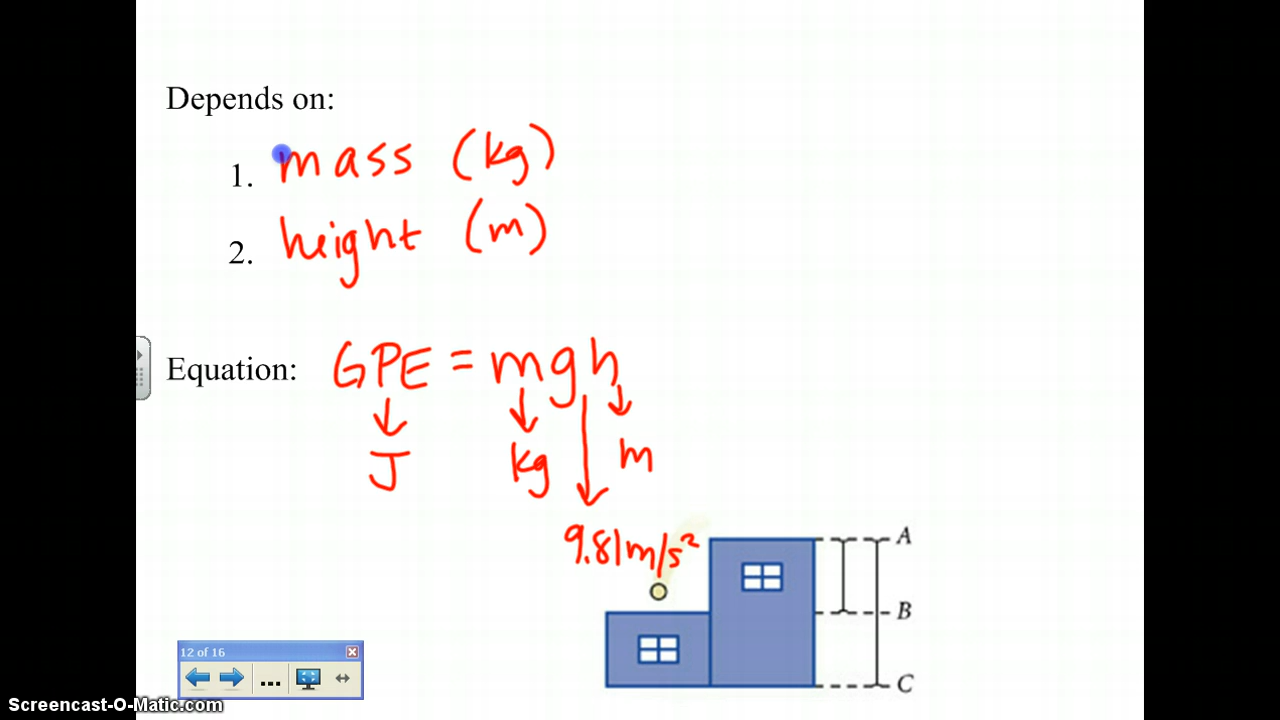 Depends on:
1. mass (kg)
2. height (m)
Equation: GPE = mgh
J kg m
9.81m/s²
A
B
C
12 of 16
...
Screencast-O-Matic.com